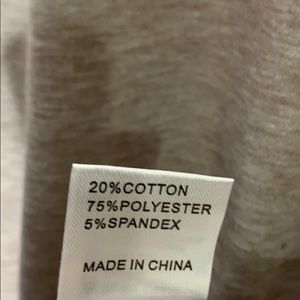 20%COTTON
75%POLYESTER
5%SPANDEX
MADE IN CHINA